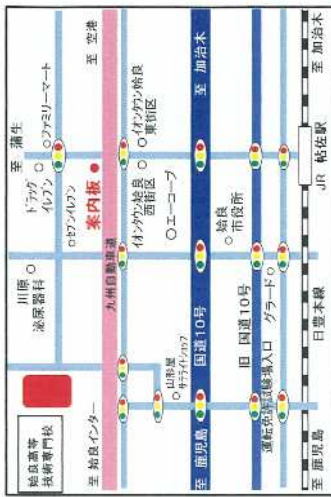 至 蒲生
ファミリーマート
ドラッグ
イレブン
セブンイレブン
川原
泌尿器科
姶良高等
技術専門校
案内板
至 空港
九州自動車道
至 姶良インター
イオンタウン姶良
東街区
イオンタウン姶良
西街区
エーコープ
山形屋
サテライトショップ
至 加治木
国道10号
至 鹿児島
姶良
市役所
旧 国道10号
運転免許試験場入口
グラード
至 加治木
JR 帖佐駅
日豊本線
至 鹿児島